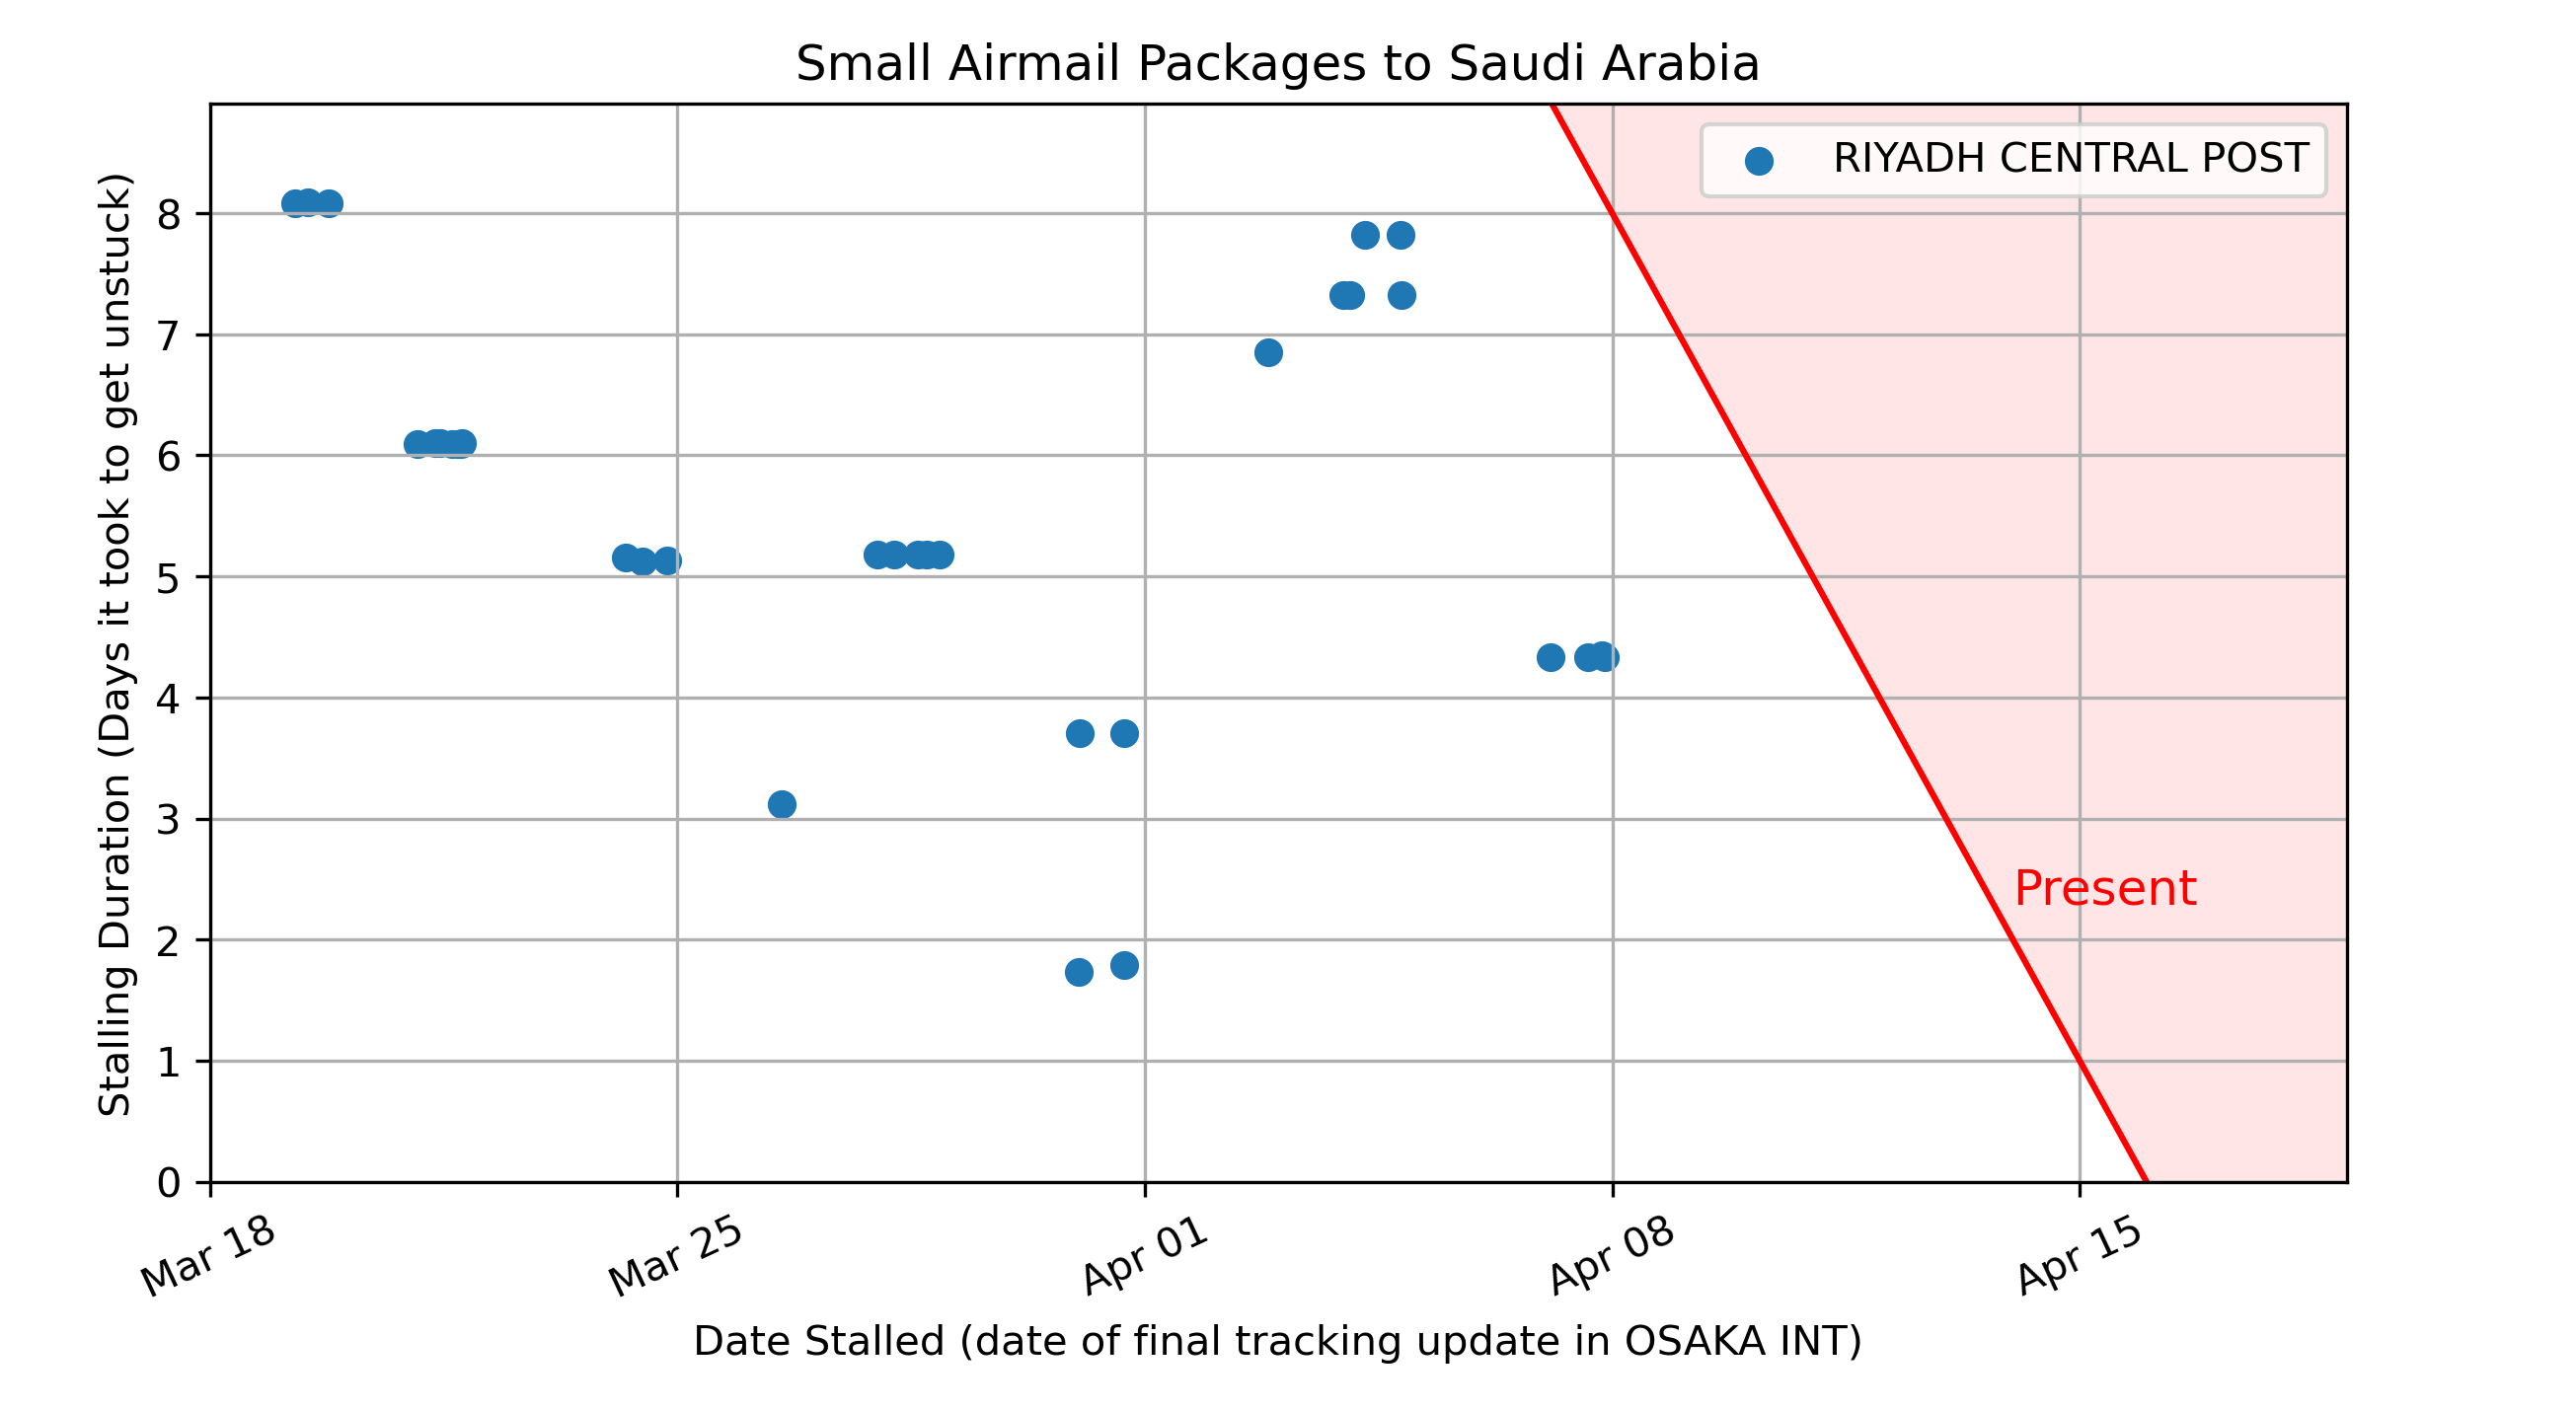 Small Airmail Packages to Saudi Arabia
RIYADH CENTRAL POST
Stalling Duration (Days it took to get unstuck)
8
7
6
5
4
3
2
1
0
Present
Mar 18
Mar 25
Apr 01
Apr 08
Apr 15
Date Stalled (date of final tracking update in OSAKA INT)